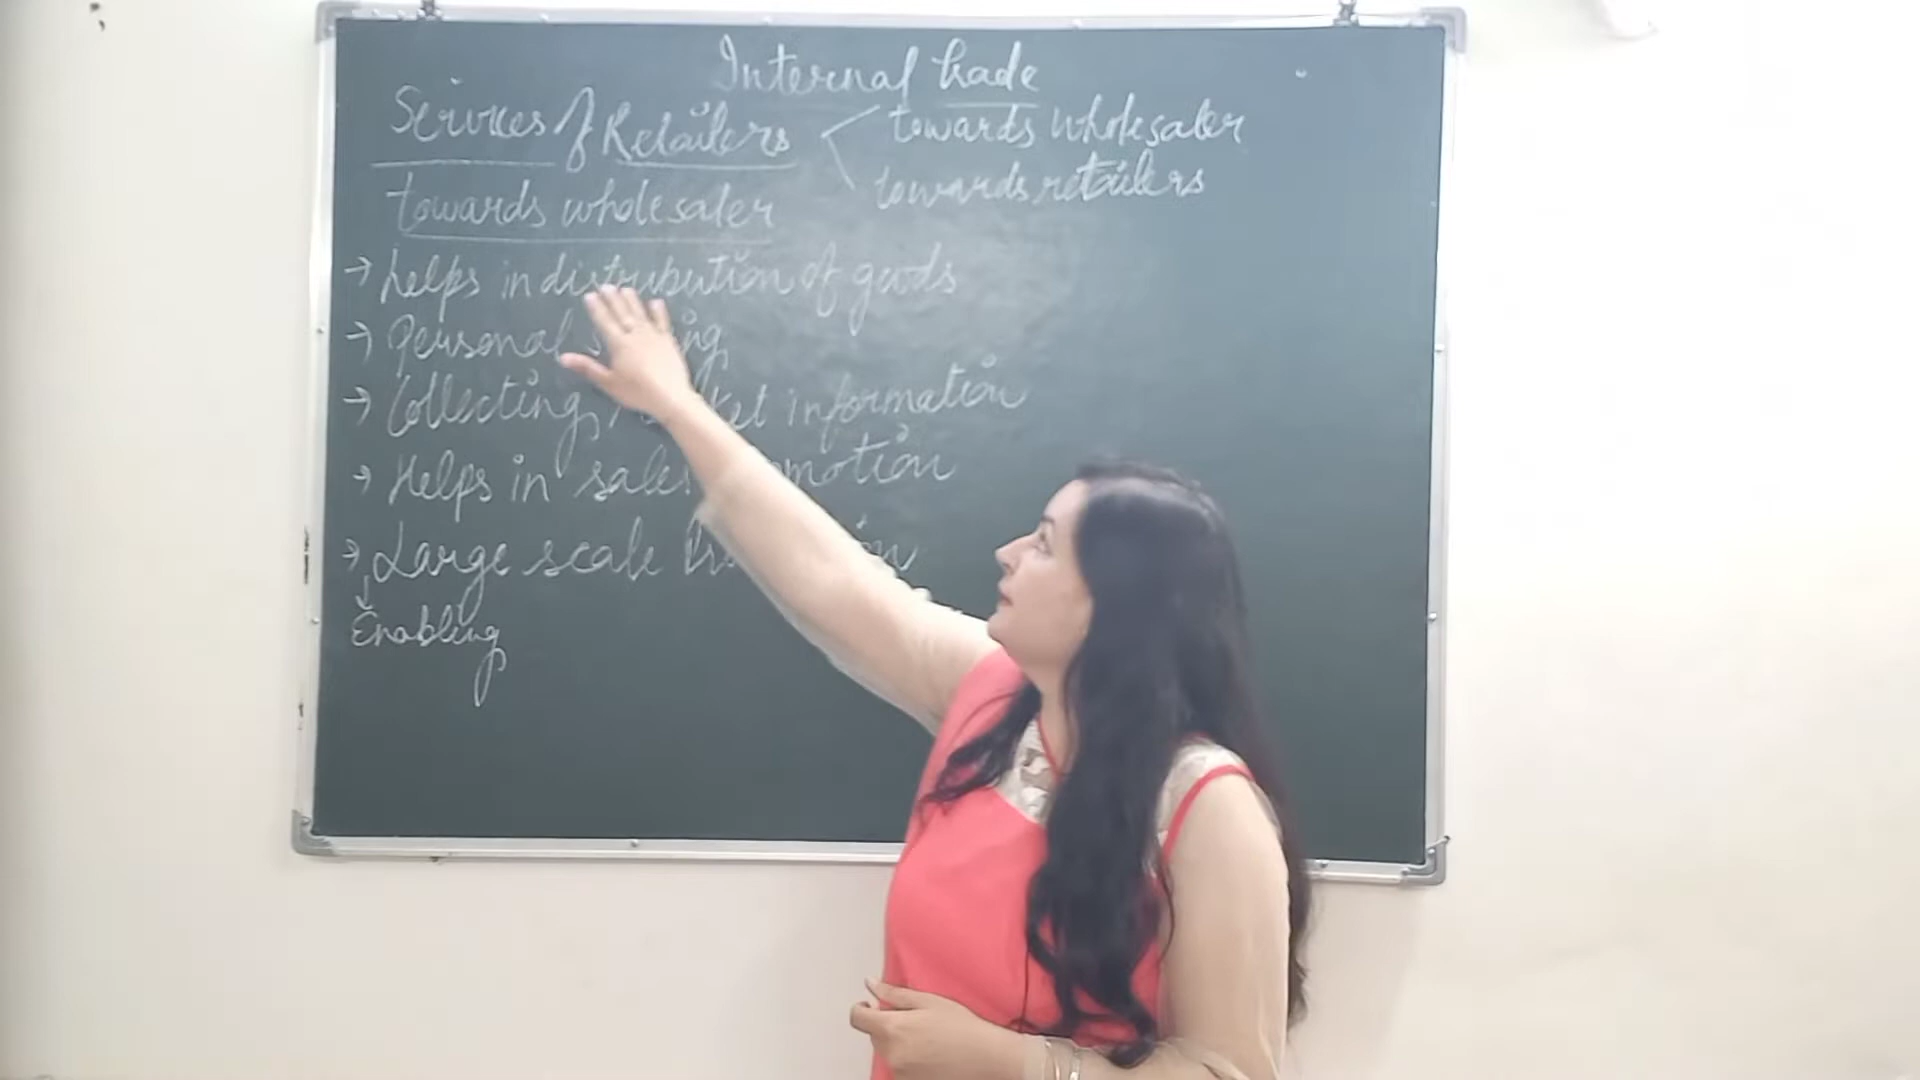 Internal trade
Services of Retailers
towards wholesaler
towards retailers
towards wholesaler
→ helps in distribution of goods
→ Personal
→ Collecting information
→ Helps in sales
→ Large scale
Enabling